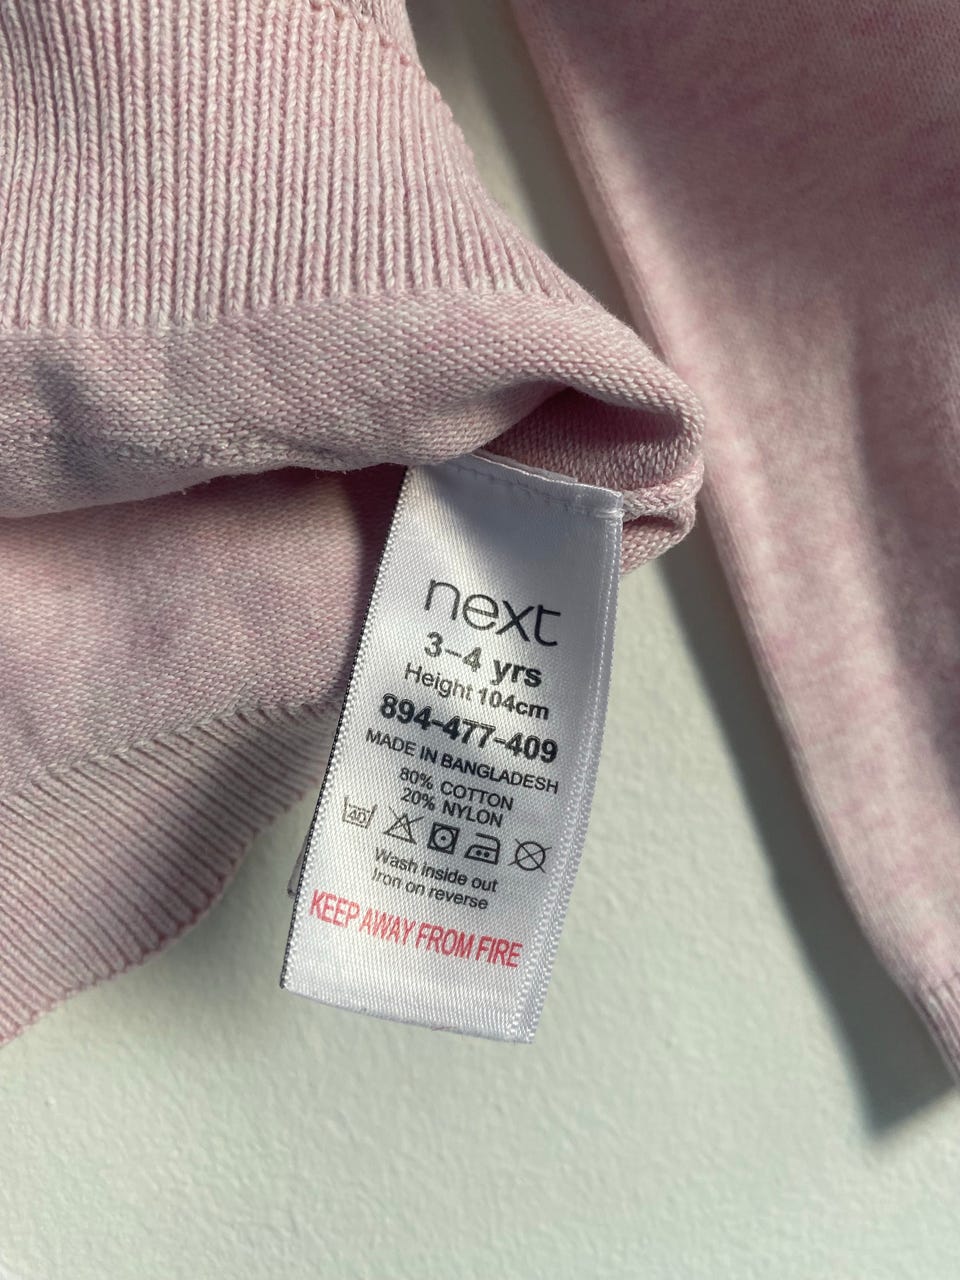 next
3-4 yrs
Height 104cm
894-477-409
MADE IN BANGLADESH
80% COTTON
20% NYLON
40
Wash inside out
Iron on reverse
KEEP AWAY FROM FIRE